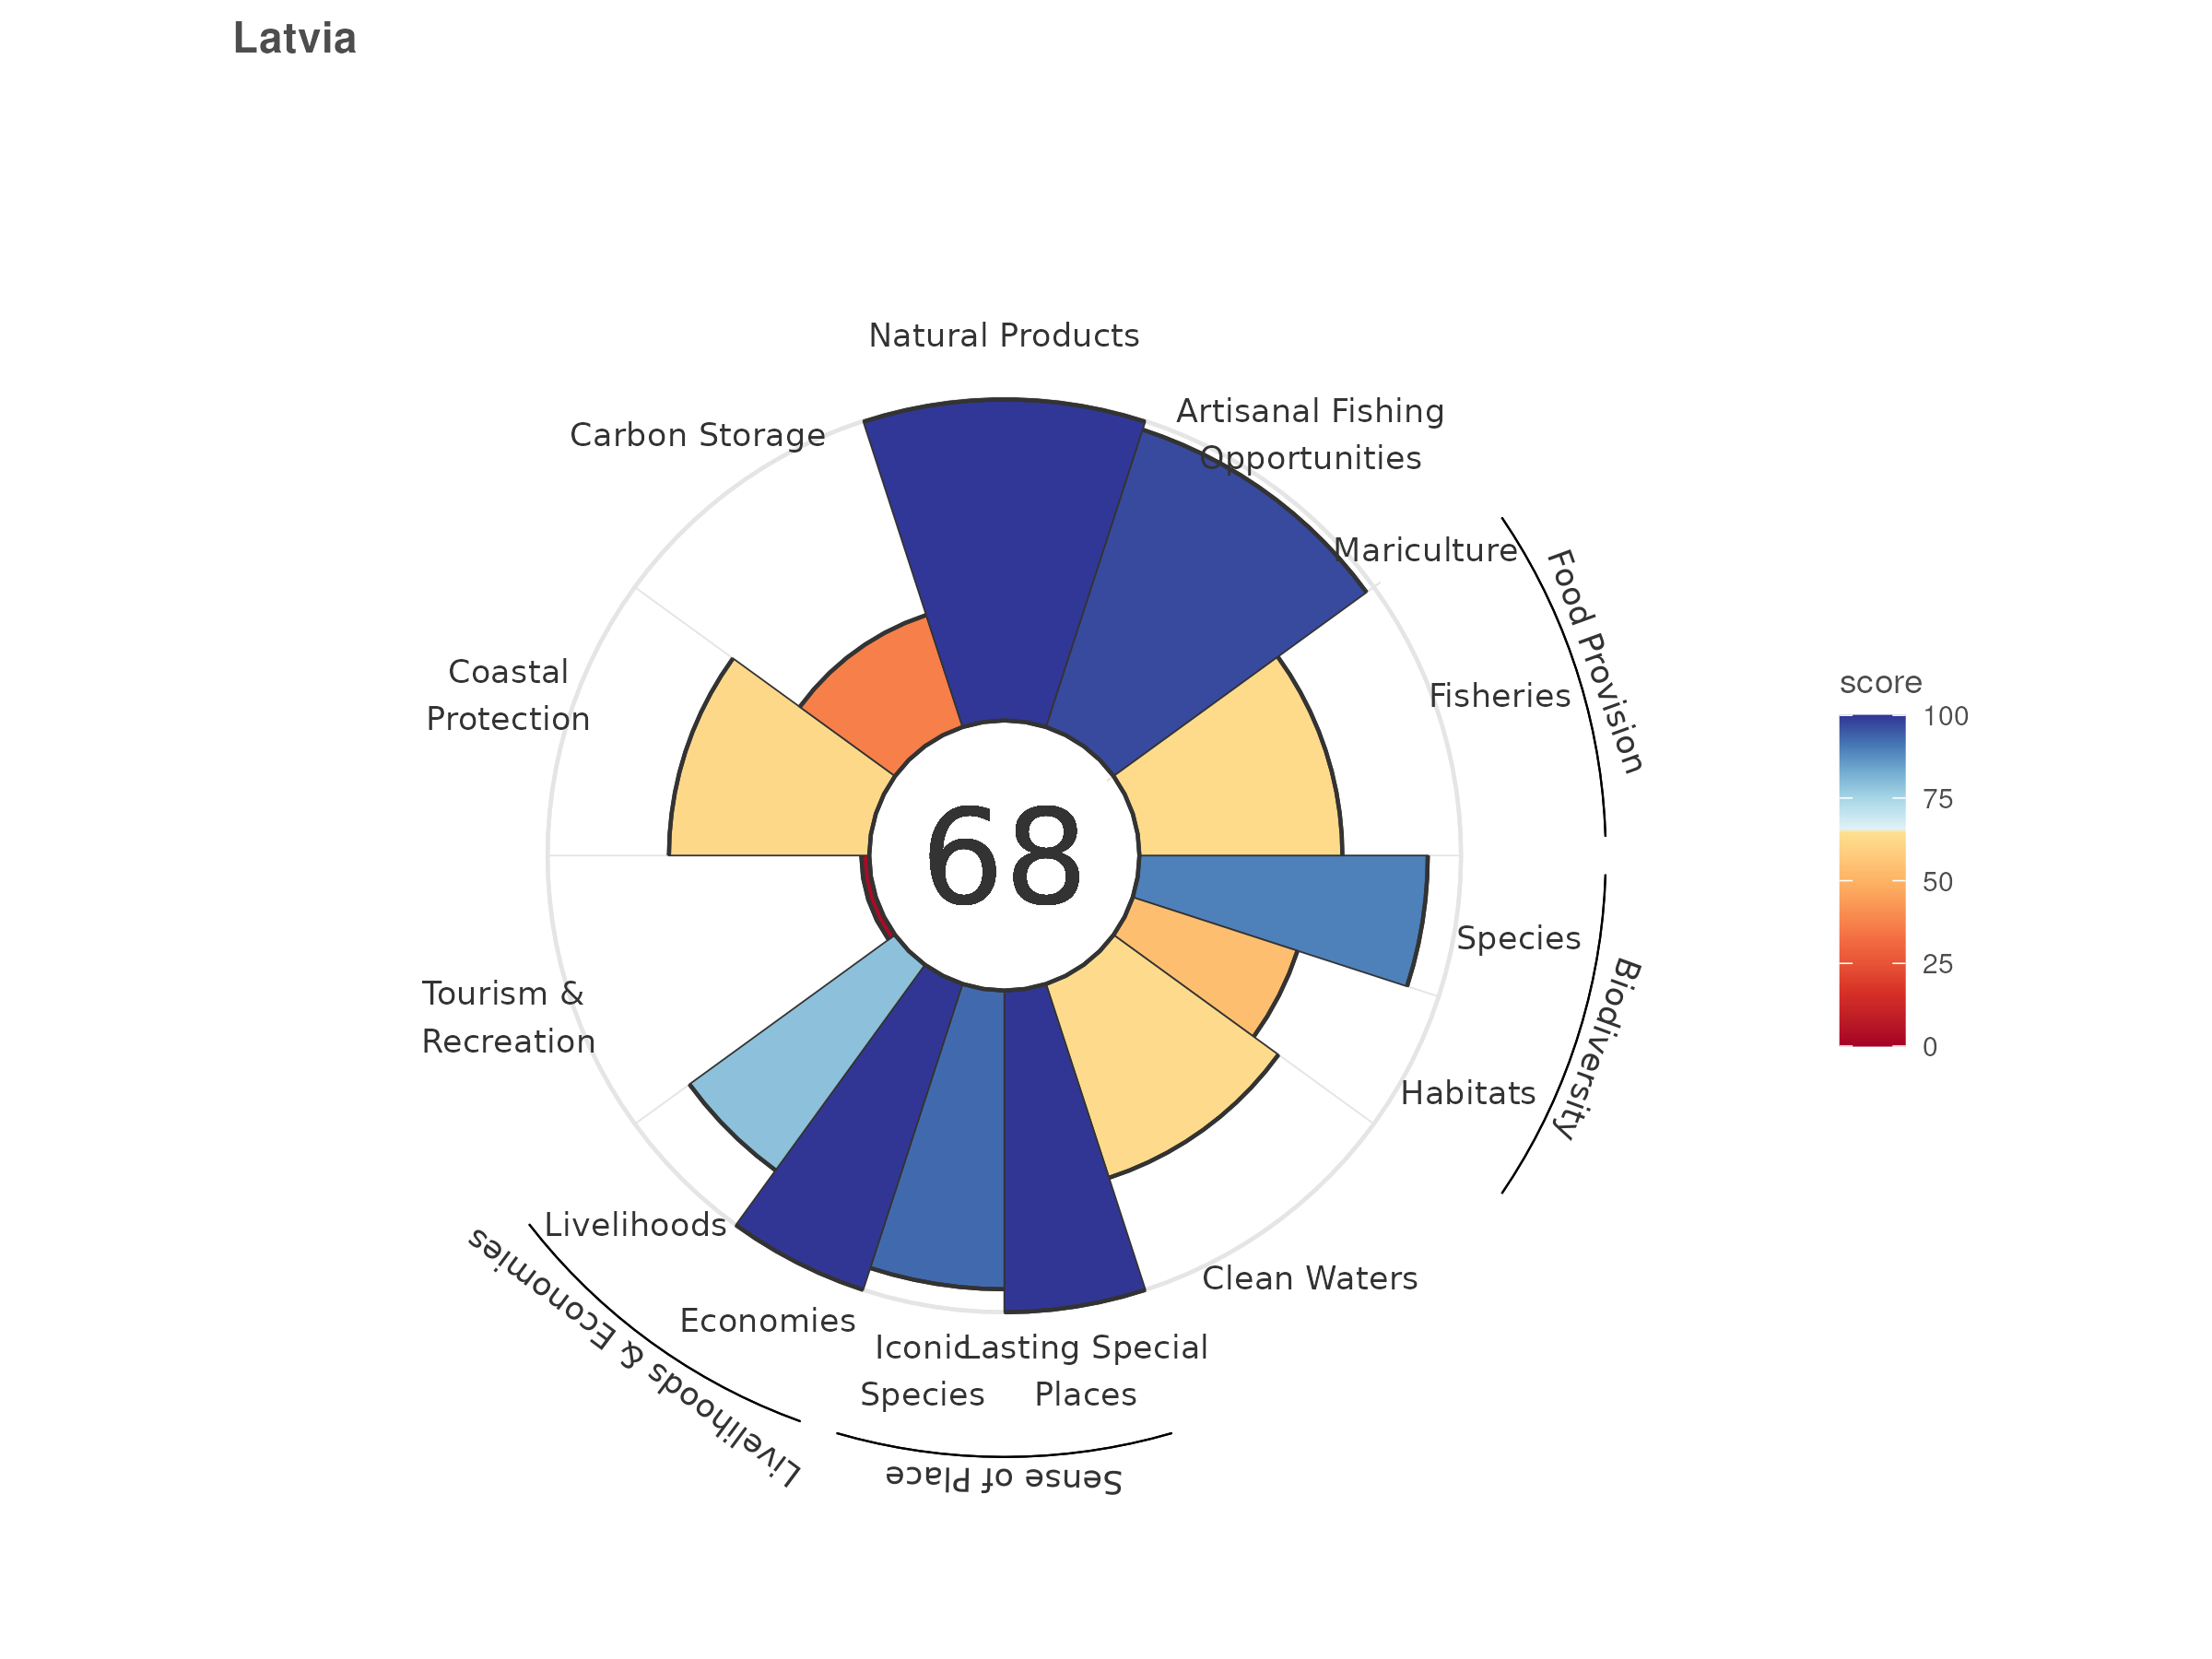 Latvia
Natural Products
Artisanal Fishing
Opportunities
Carbon Storage
Mariculture
Food Provision
Fisheries
Coastal
Protection
score
100
75
50
25
0
68
Species
Biodiversity
Habitats
Tourism &
Recreation
Livelihoods
Clean Waters
Economies
Livelihoods & Economies
Iconic
Species
Lasting Special
Places
Sense of Place